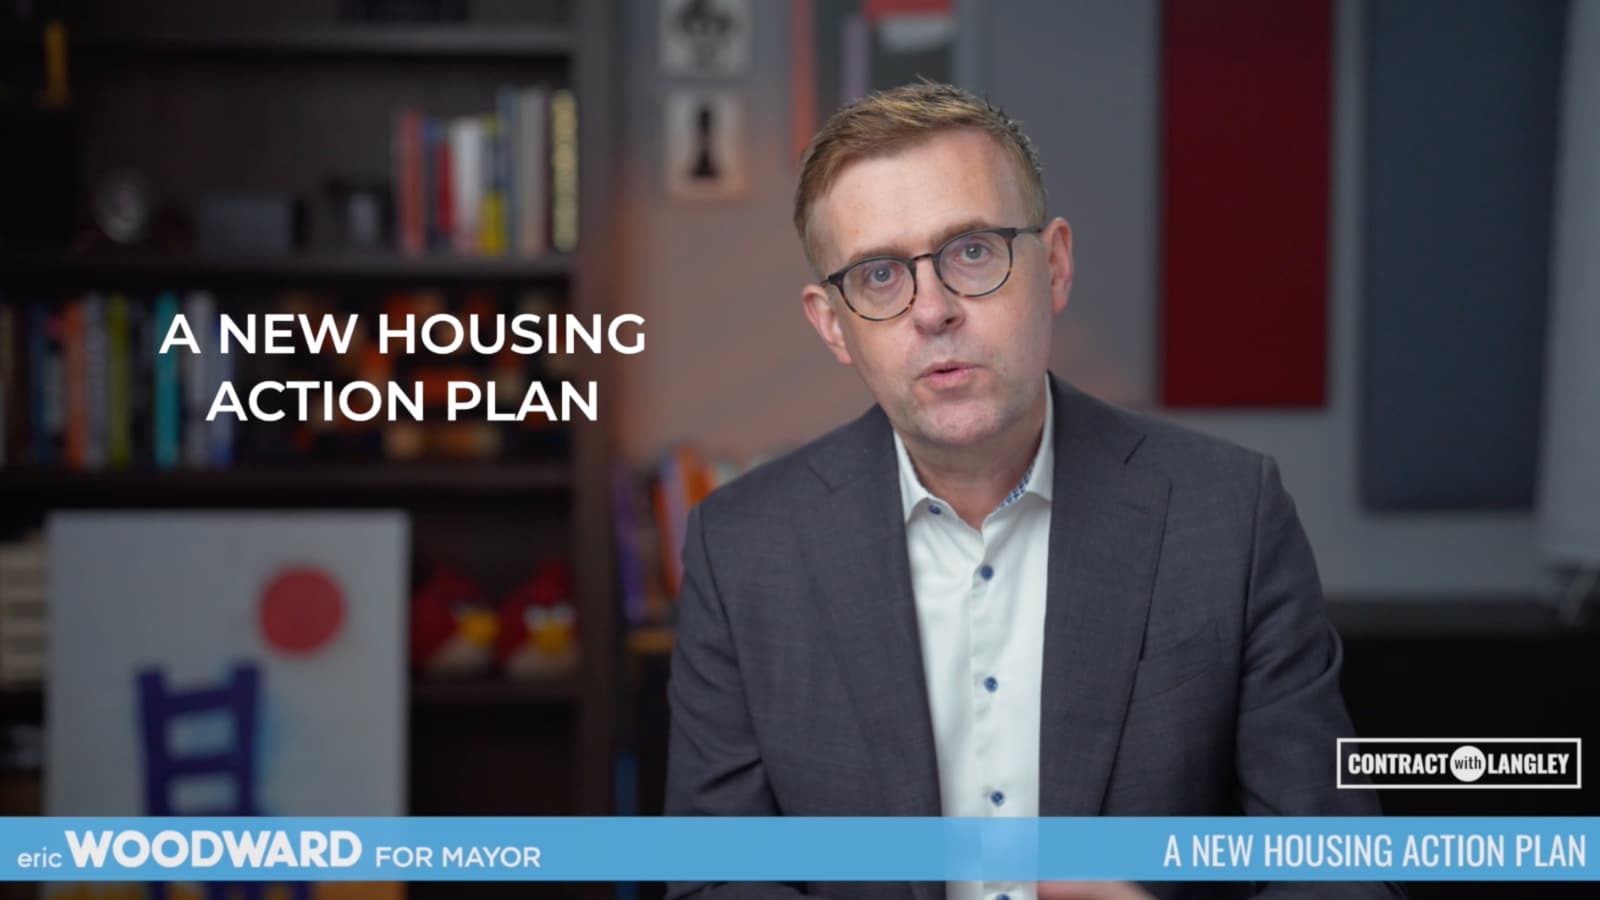 A NEW HOUSING
ACTION PLAN
CONTRACT with LANGLEY
eric WOODWARD FOR MAYOR
A NEW HOUSING ACTION PLAN